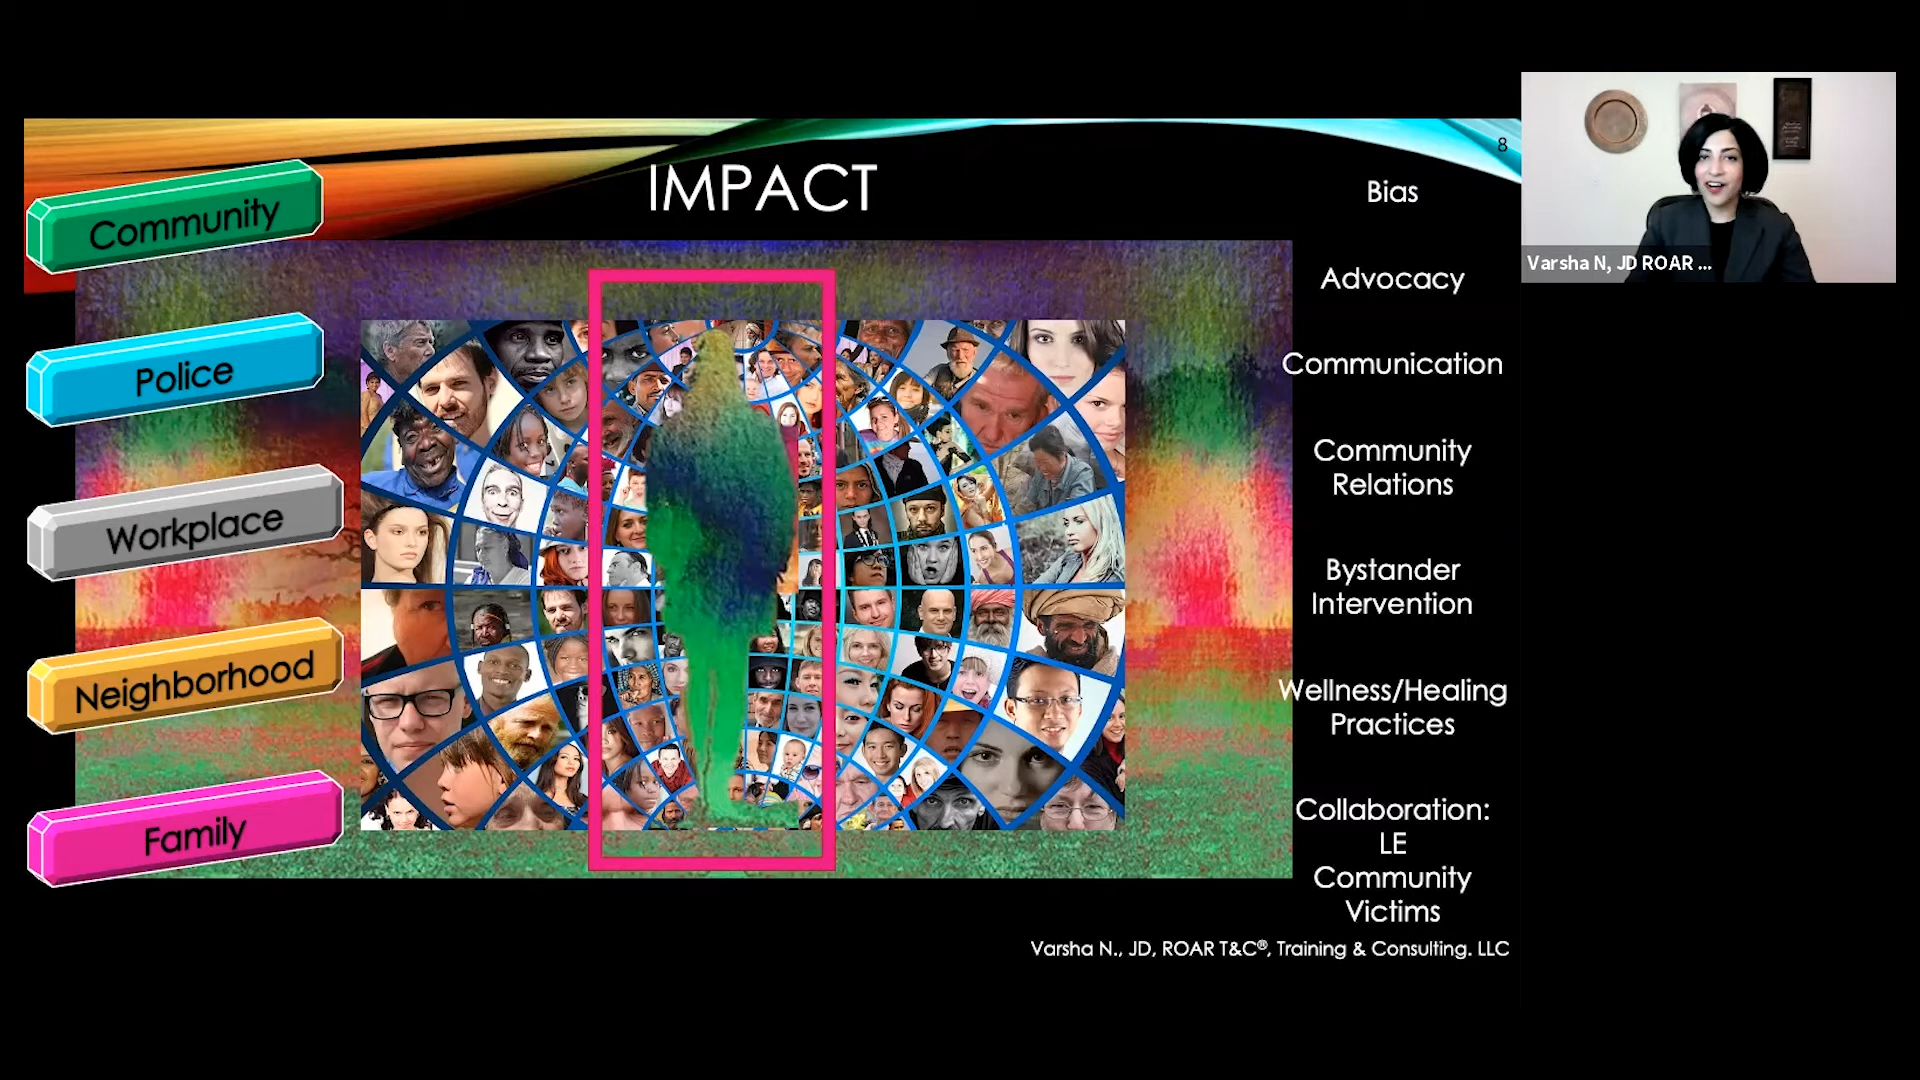 IMPACT
8
Community
Police
Workplace
Neighborhood
Family
Bias
Advocacy
Communication
Community
Relations
Bystander
Intervention
Wellness/Healing
Practices
Collaboration:
LE
Community
Victims
Varsha N., JD, ROAR T&C®, Training & Consulting. LLC
Varsha N, JD ROAR ...